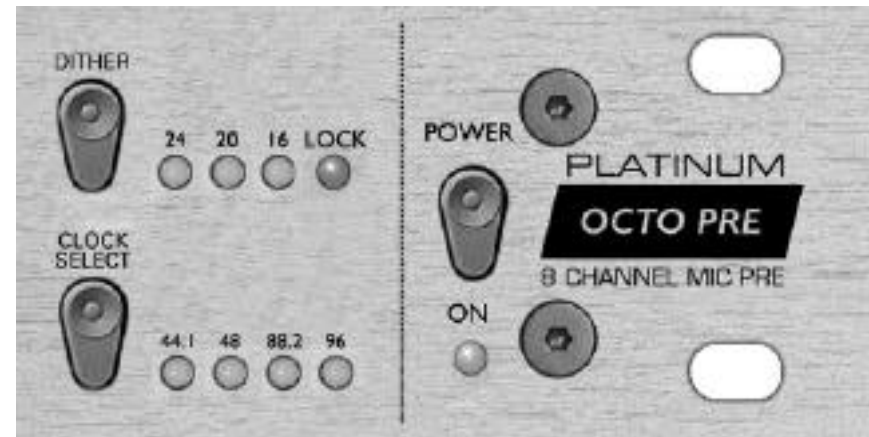 DITHER
24 20 16 LOCK
CLOCK
SELECT
44.1 48 88.2 96
POWER
ON
PLATINUM
OCTO PRE
8 CHANNEL MIC PRE